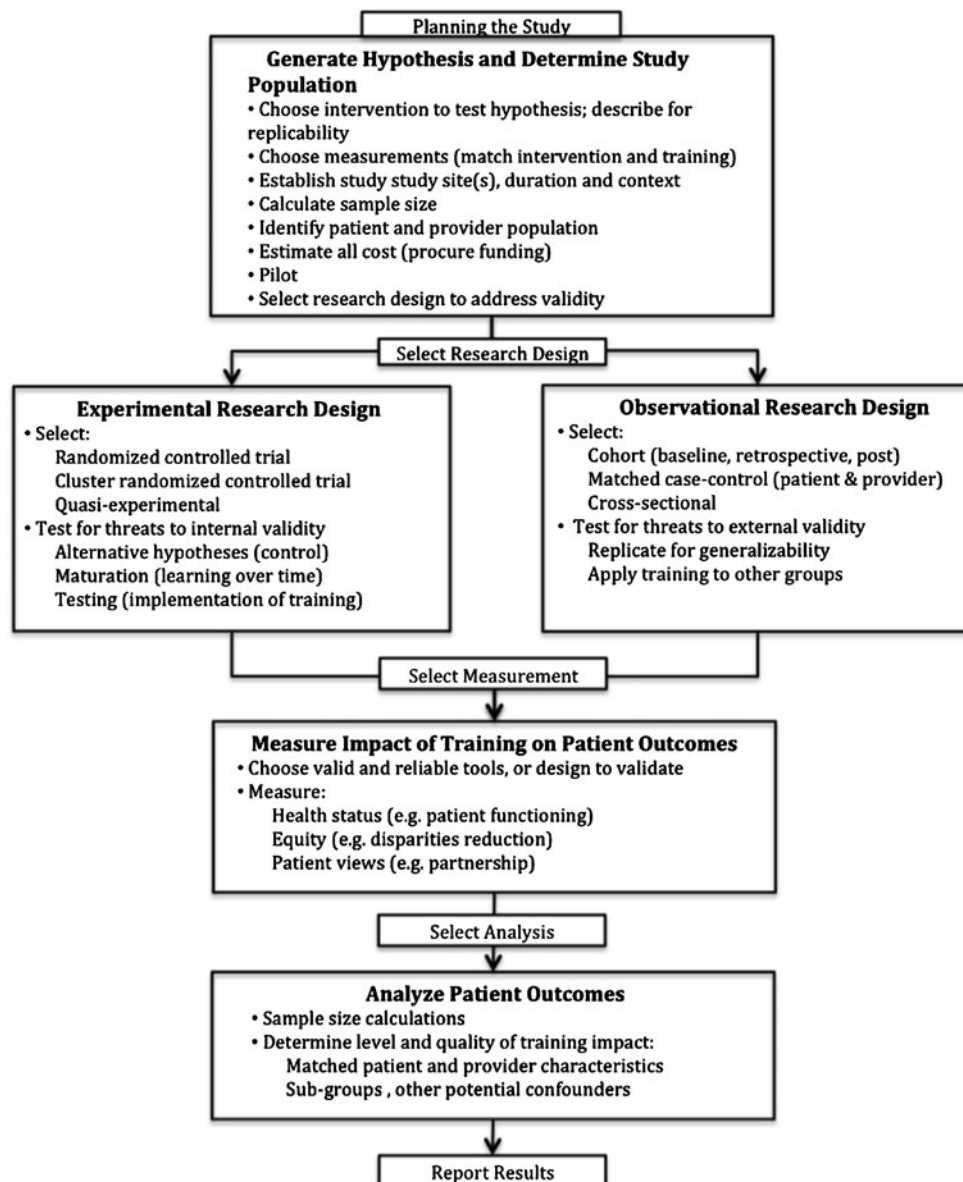 Planning the Study
Generate Hypothesis and Determine Study
Population
• Choose intervention to test hypothesis; describe for
replicability
• Choose measurements (match intervention and training)
• Establish study study site(s), duration and context
• Calculate sample size
• Identify patient and provider population
• Estimate all cost (procure funding)
• Pilot
• Select research design to address validity
Select Research Design
Experimental Research Design
• Select:
Randomized controlled trial
Cluster randomized controlled trial
Quasi-experimental
• Test for threats to internal validity
Alternative hypotheses (control)
Maturation (learning over time)
Testing (implementation of training)
Observational Research Design
• Select:
Cohort (baseline, retrospective, post)
Matched case-control (patient & provider)
Cross-sectional
• Test for threats to external validity
Replicate for generalizability
Apply training to other groups
Select Measurement
Measure Impact of Training on Patient Outcomes
• Choose valid and reliable tools, or design to validate
• Measure:
Health status (e.g. patient functioning)
Equity (e.g. disparities reduction)
Patient views (e.g. partnership)
Select Analysis
Analyze Patient Outcomes
• Sample size calculations
• Determine level and quality of training impact:
Matched patient and provider characteristics
Sub-groups , other potential confounders
Report Results